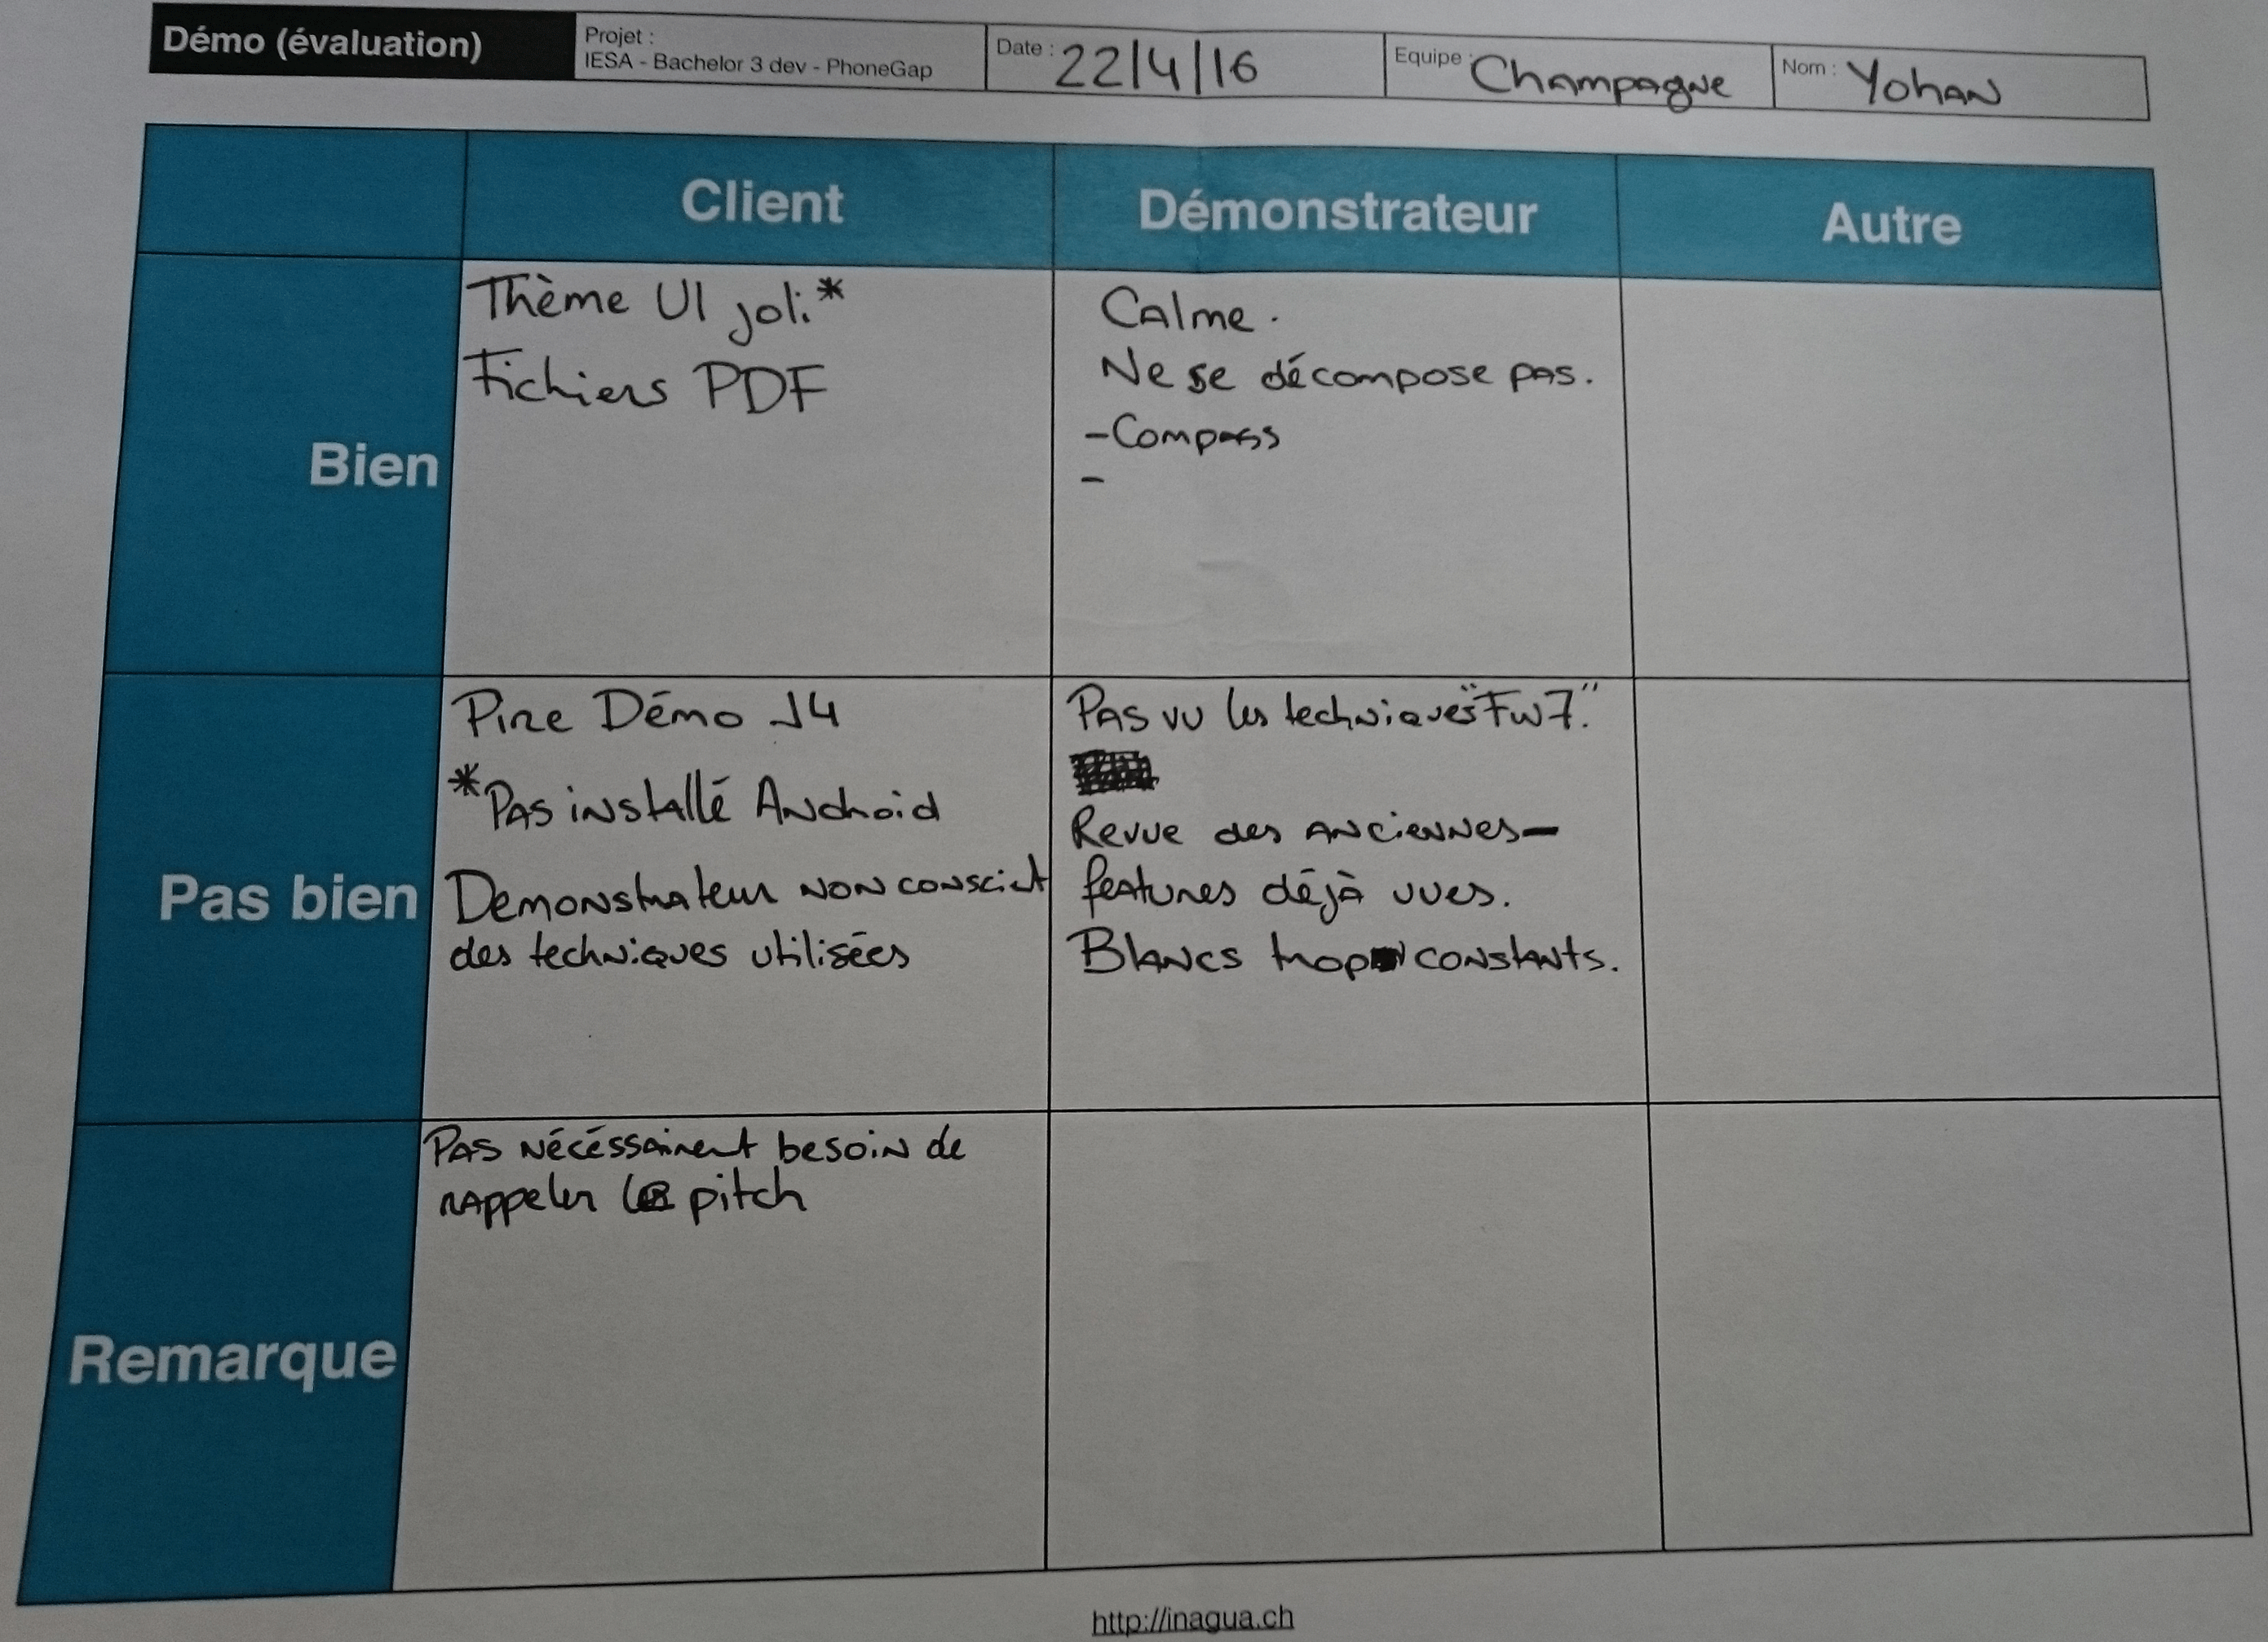 Démo (évaluation)
Projet :
IESA - Bachelor 3 dev - PhoneGap
Date : 22/4/16
Equipe : Champagne
Nom : Yohan
Client
Démonstrateur
Autre
Bien
Thème UI joli *
Fichiers PDF
Calme.
Ne se décompose pas.
- Compass
-
Pas bien
Pire Démo J4
* Pas installé Android
Demonstrateur non conscient
des techniques utilisées
Pas vu les techniques "Fw7".
Revue des anciennes
features déjà vues.
Blancs trop constants.
Remarque
Pas nécéssairement besoin de
rappeler le pitch
http://inagua.ch